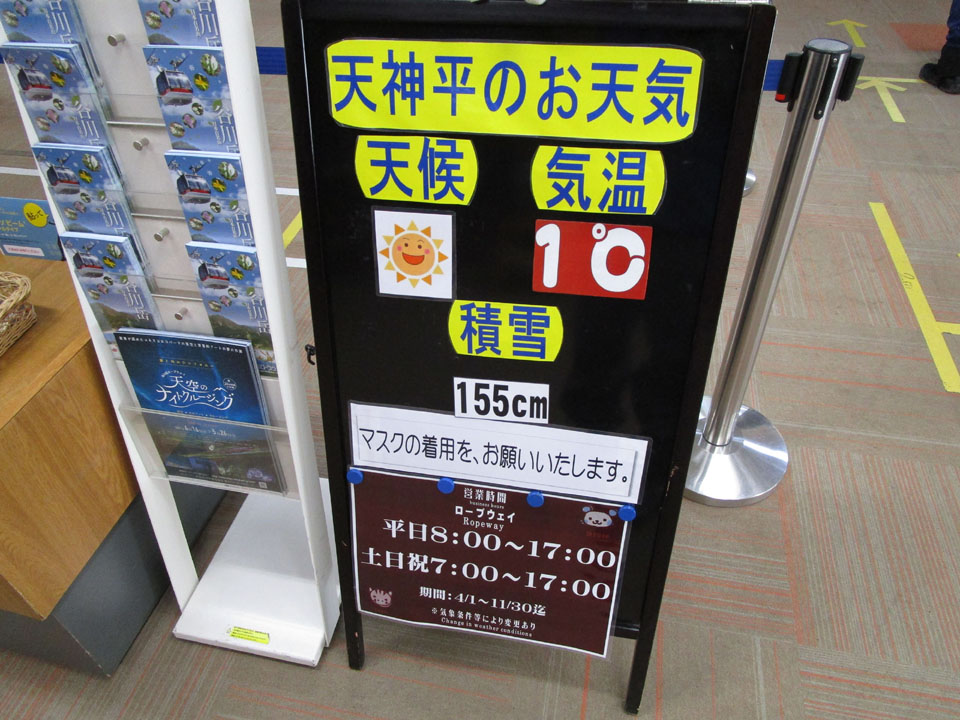 天神平のお天気
天候
気温
1℃
積雪
155cm
マスクの着用を、お願いいたします。
営業時間
business hours
ロープウェイ
Ropeway
平日8:00～17:00
土日祝7:00～17:00
期間:4/1～11/30迄
※気象条件等により変更あり
Change in weather conditions
天空の
ナイトクルージング